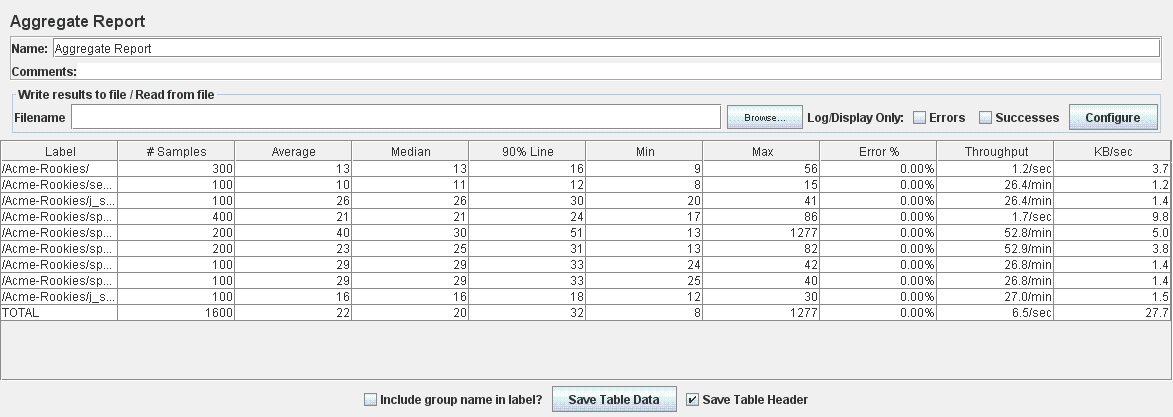 Aggregate Report
Name: Aggregate Report
Comments:
Write results to file / Read from file
Filename Browse... Log/Display Only: Errors Successes Configure
Label # Samples Average Median 90% Line Min Max Error % Throughput KB/sec
/Acme-Rookies/ 300 13 13 16 9 56 0.00% 1.2/sec 3.7
/Acme-Rookies/se... 100 10 11 12 8 15 0.00% 26.4/min 1.2
/Acme-Rookies/j_s... 100 26 26 30 20 41 0.00% 26.4/min 1.4
/Acme-Rookies/sp... 400 21 21 24 17 86 0.00% 1.7/sec 9.8
/Acme-Rookies/sp... 200 40 30 51 13 1277 0.00% 52.8/min 5.0
/Acme-Rookies/sp... 200 23 25 31 13 82 0.00% 52.9/min 3.8
/Acme-Rookies/sp... 100 29 29 33 24 42 0.00% 26.8/min 1.4
/Acme-Rookies/sp... 100 29 29 33 25 40 0.00% 26.8/min 1.4
/Acme-Rookies/j_s... 100 16 16 18 12 30 0.00% 27.0/min 1.5
TOTAL 1600 22 20 32 8 1277 0.00% 6.5/sec 27.7
Include group name in label? Save Table Data Save Table Header